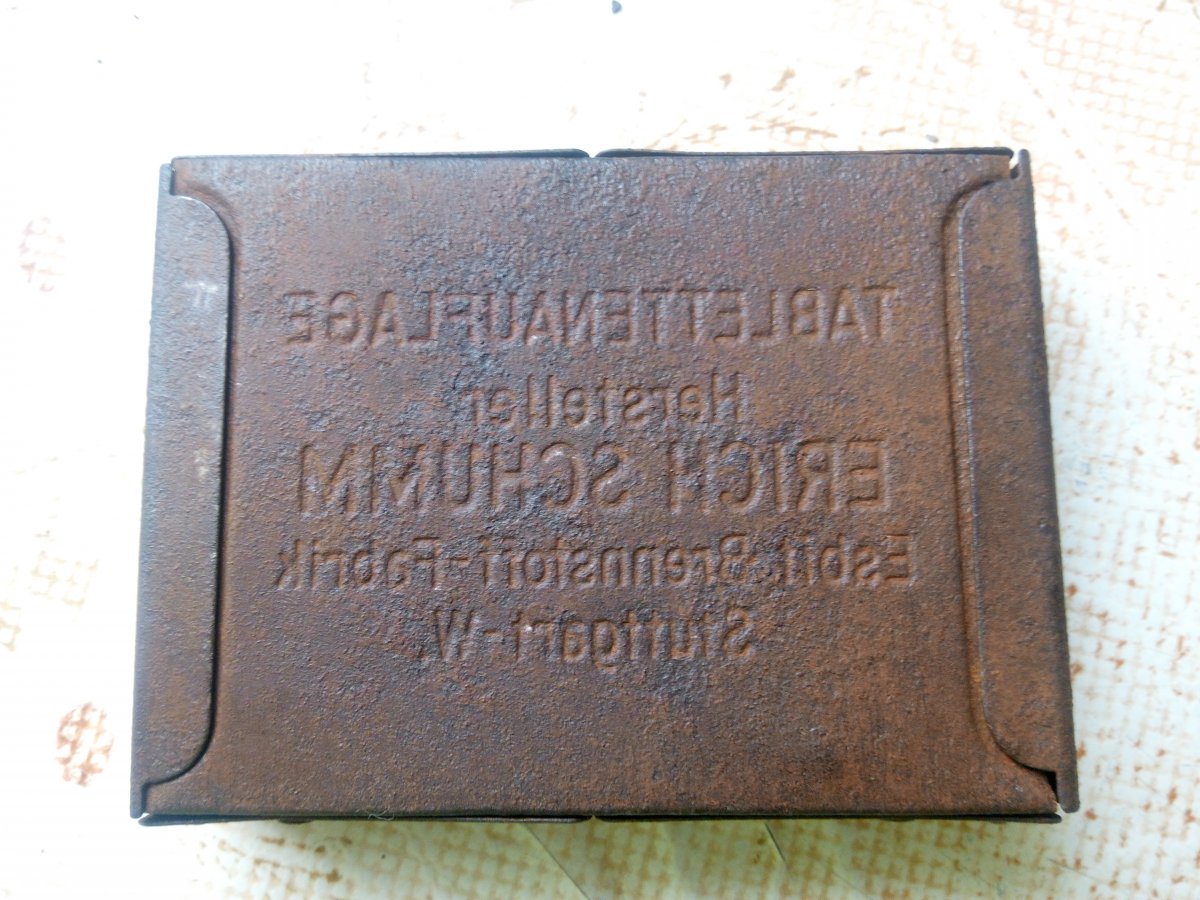 TABLETTENAUFLAGE
Hersteller
ERICH SCHUMM
Esbit-Brennstoff-Fabrik
Stuttgart-W.